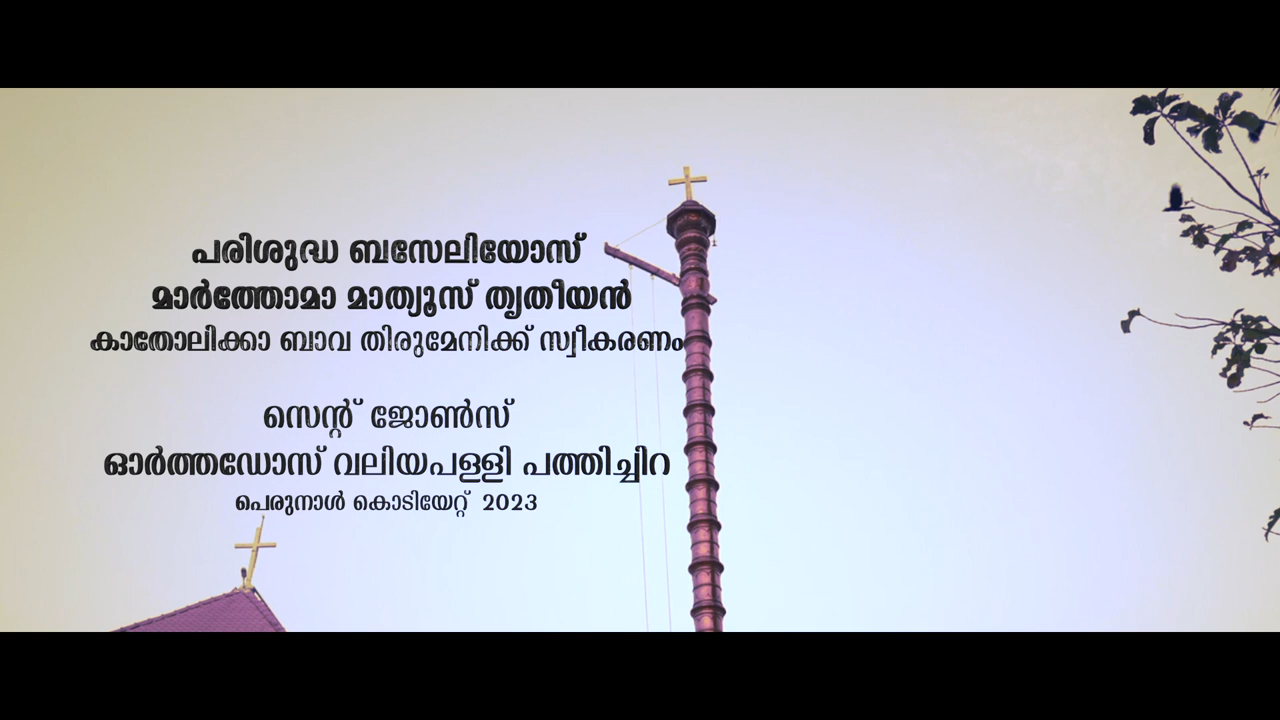 പരിശുദ്ധ ബസേലിയോസ്
മാർത്തോമാ മാത്യൂസ് തൃതീയൻ
കാതോലിക്കാ ബാവ തിരുമേനിക്ക് സ്വീകരണം
സെന്റ് ജോൺസ്
ഓർത്തഡോസ് വലിയപള്ളി പത്തിച്ചിറ
പെരുനാൾ കൊടിയേറ്റ് 2023